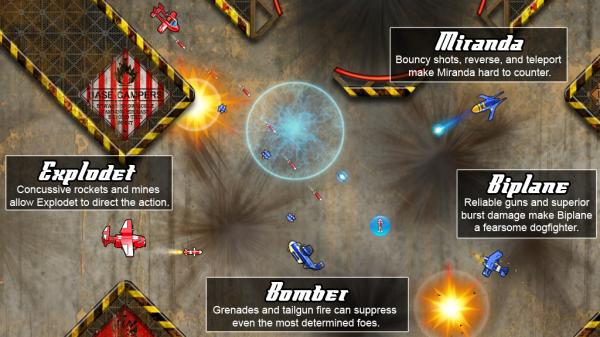 Miranda
Bouncy shots, reverse, and teleport
make Miranda hard to counter.
BASE CAMPERS
Explodet
Concussive rockets and mines
allow Explodet to direct the action.
Biplane
Reliable guns and superior
burst damage make Biplane
a fearsome dogfighter.
Bomber
Grenades and tailgun fire can suppress
even the most determined foes.